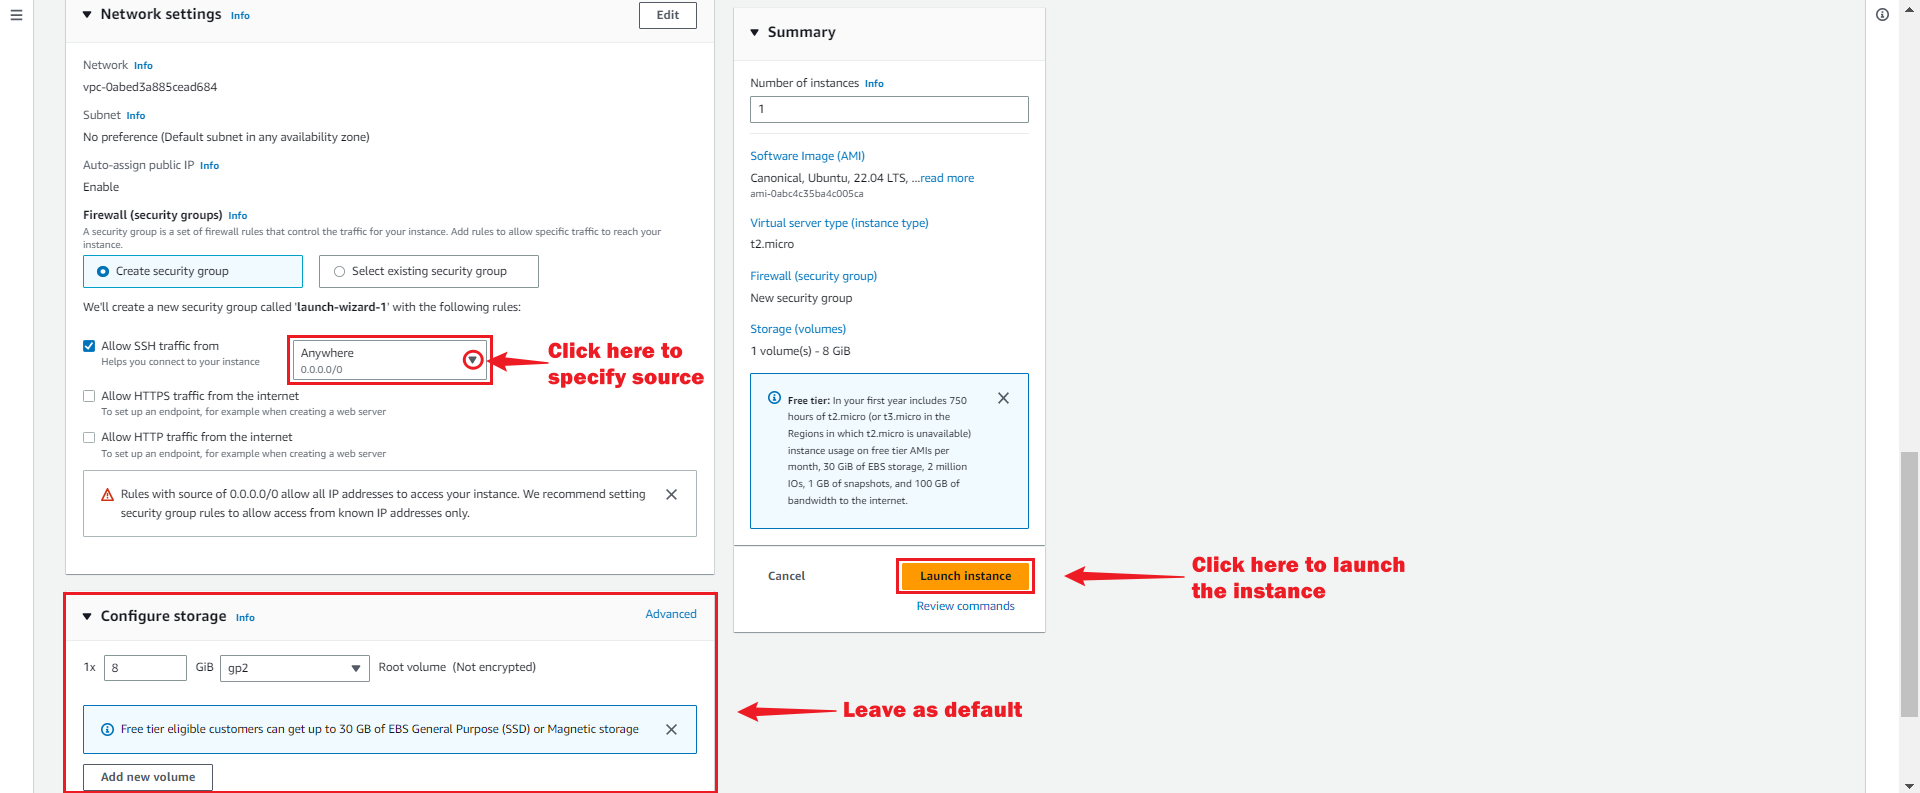 Network settings Info
Edit
Network Info
vpc-0abed3a885cead684
Subnet Info
No preference (Default subnet in any availability zone)
Auto-assign public IP Info
Enable
Firewall (security groups) Info
A security group is a set of firewall rules that control the traffic for your instance. Add rules to allow specific traffic to reach your
instance.
Create security group
Select existing security group
We'll create a new security group called 'launch-wizard-1' with the following rules:
Allow SSH traffic from
Helps you connect to your instance
Anywhere
0.0.0.0/0
Click here to
specify source
Allow HTTPS traffic from the internet
To set up an endpoint, for example when creating a web server
Allow HTTP traffic from the internet
To set up an endpoint, for example when creating a web server
Rules with source of 0.0.0.0/0 allow all IP addresses to access your instance. We recommend setting
security group rules to allow access from known IP addresses only.
Configure storage Info
Advanced
1x
8
GiB
gp2
Root volume (Not encrypted)
Free tier eligible customers can get up to 30 GB of EBS General Purpose (SSD) or Magnetic storage
Add new volume
Leave as default
Summary
Number of instances Info
1
Software Image (AMI)
Canonical, Ubuntu, 22.04 LTS, ...read more
ami-0abc4c35ba4c005ca
Virtual server type (instance type)
t2.micro
Firewall (security group)
New security group
Storage (volumes)
1 volume(s) - 8 GiB
Free tier: In your first year includes 750
hours of t2.micro (or t3.micro in the
Regions in which t2.micro is unavailable)
instance usage on free tier AMIs per
month, 30 GiB of EBS storage, 2 million
IOs, 1 GB of snapshots, and 100 GB of
bandwidth to the internet.
Cancel
Launch instance
Review commands
Click here to launch
the instance